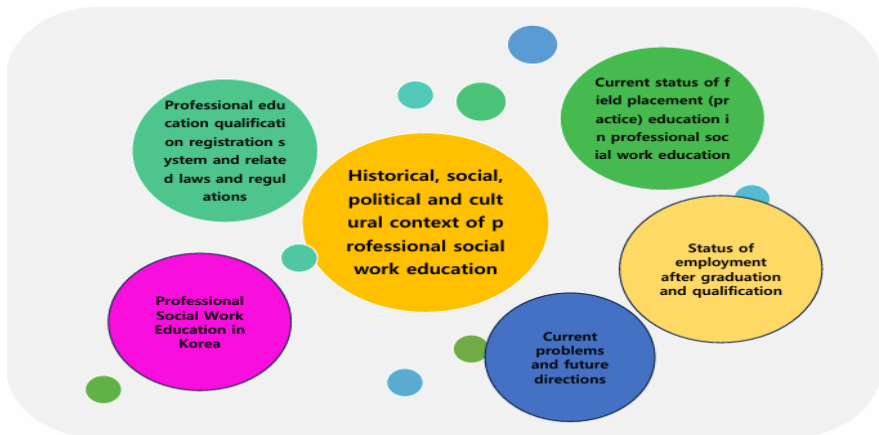 Professional edu
cation qualificati
on registration s
ystem and relate
d laws and regul
ations
Historical, social,
political and cult
ural context of p
rofessional social
work education
Current status of f
ield placement (pr
actice) education i
n professional soc
ial work education
Professional
Social Work
Education in
Korea
Status of
employment
after graduation
and qualification
Current
problems
and future
directions